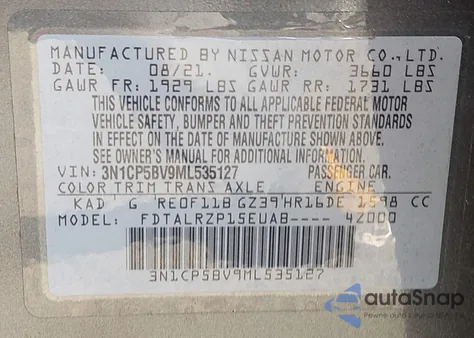 MANUFACTURED BY NISSAN MOTOR CO., LTD.
DATE: 08/21. GVWR: 3660 LBS
GAWR FR: 1929 LBS GAWR RR: 1731 LBS
THIS VEHICLE CONFORMS TO ALL APPLICABLE FEDERAL MOTOR
VEHICLE SAFETY, BUMPER AND THEFT PREVENTION STANDARDS
IN EFFECT ON THE DATE OF MANUFACTURE SHOWN ABOVE.
SEE OWNER'S MANUAL FOR ADDITIONAL INFORMATION.
VIN: 3N1CP5BV9ML535127 PASSENGER CAR.
COLOR TRIM TRANS AXLE ENGINE
KAD G RE0F11B GZ39 HR16DE 1598 CC
MODEL: FDTALRZP15EUAB---- 42000
3N1CP5BV9ML535127
autoSnap